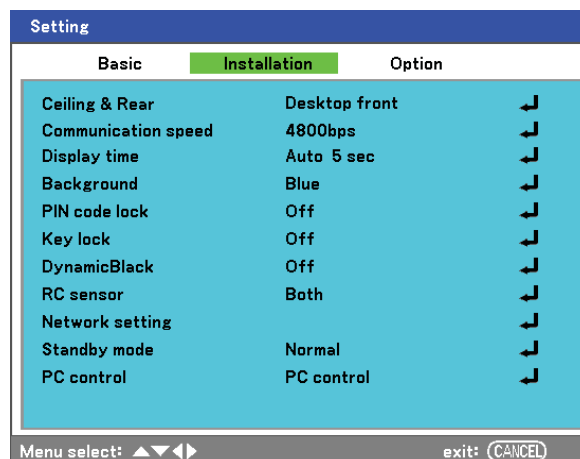 Setting
Basic Installation Option
Ceiling & Rear Desktop front
Communication speed 4800bps
Display time Auto 5 sec
Background Blue
PIN code lock Off
Key lock Off
DynamicBlack Off
RC sensor Both
Network setting
Standby mode Normal
PC control PC control
Menu select: ▲▼◀▶ exit: CANCEL